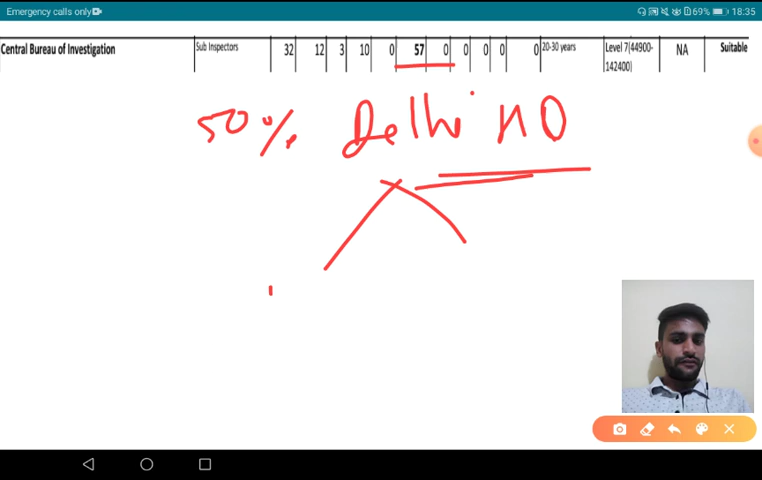 Emergency calls only 69% 18:35
Central Bureau of Investigation Sub Inspectors 32 12 3 10 0 57 0 0 0 0 0 20-30 years Level 7(44900- NA Suitable
142400)
50% Delhi HO